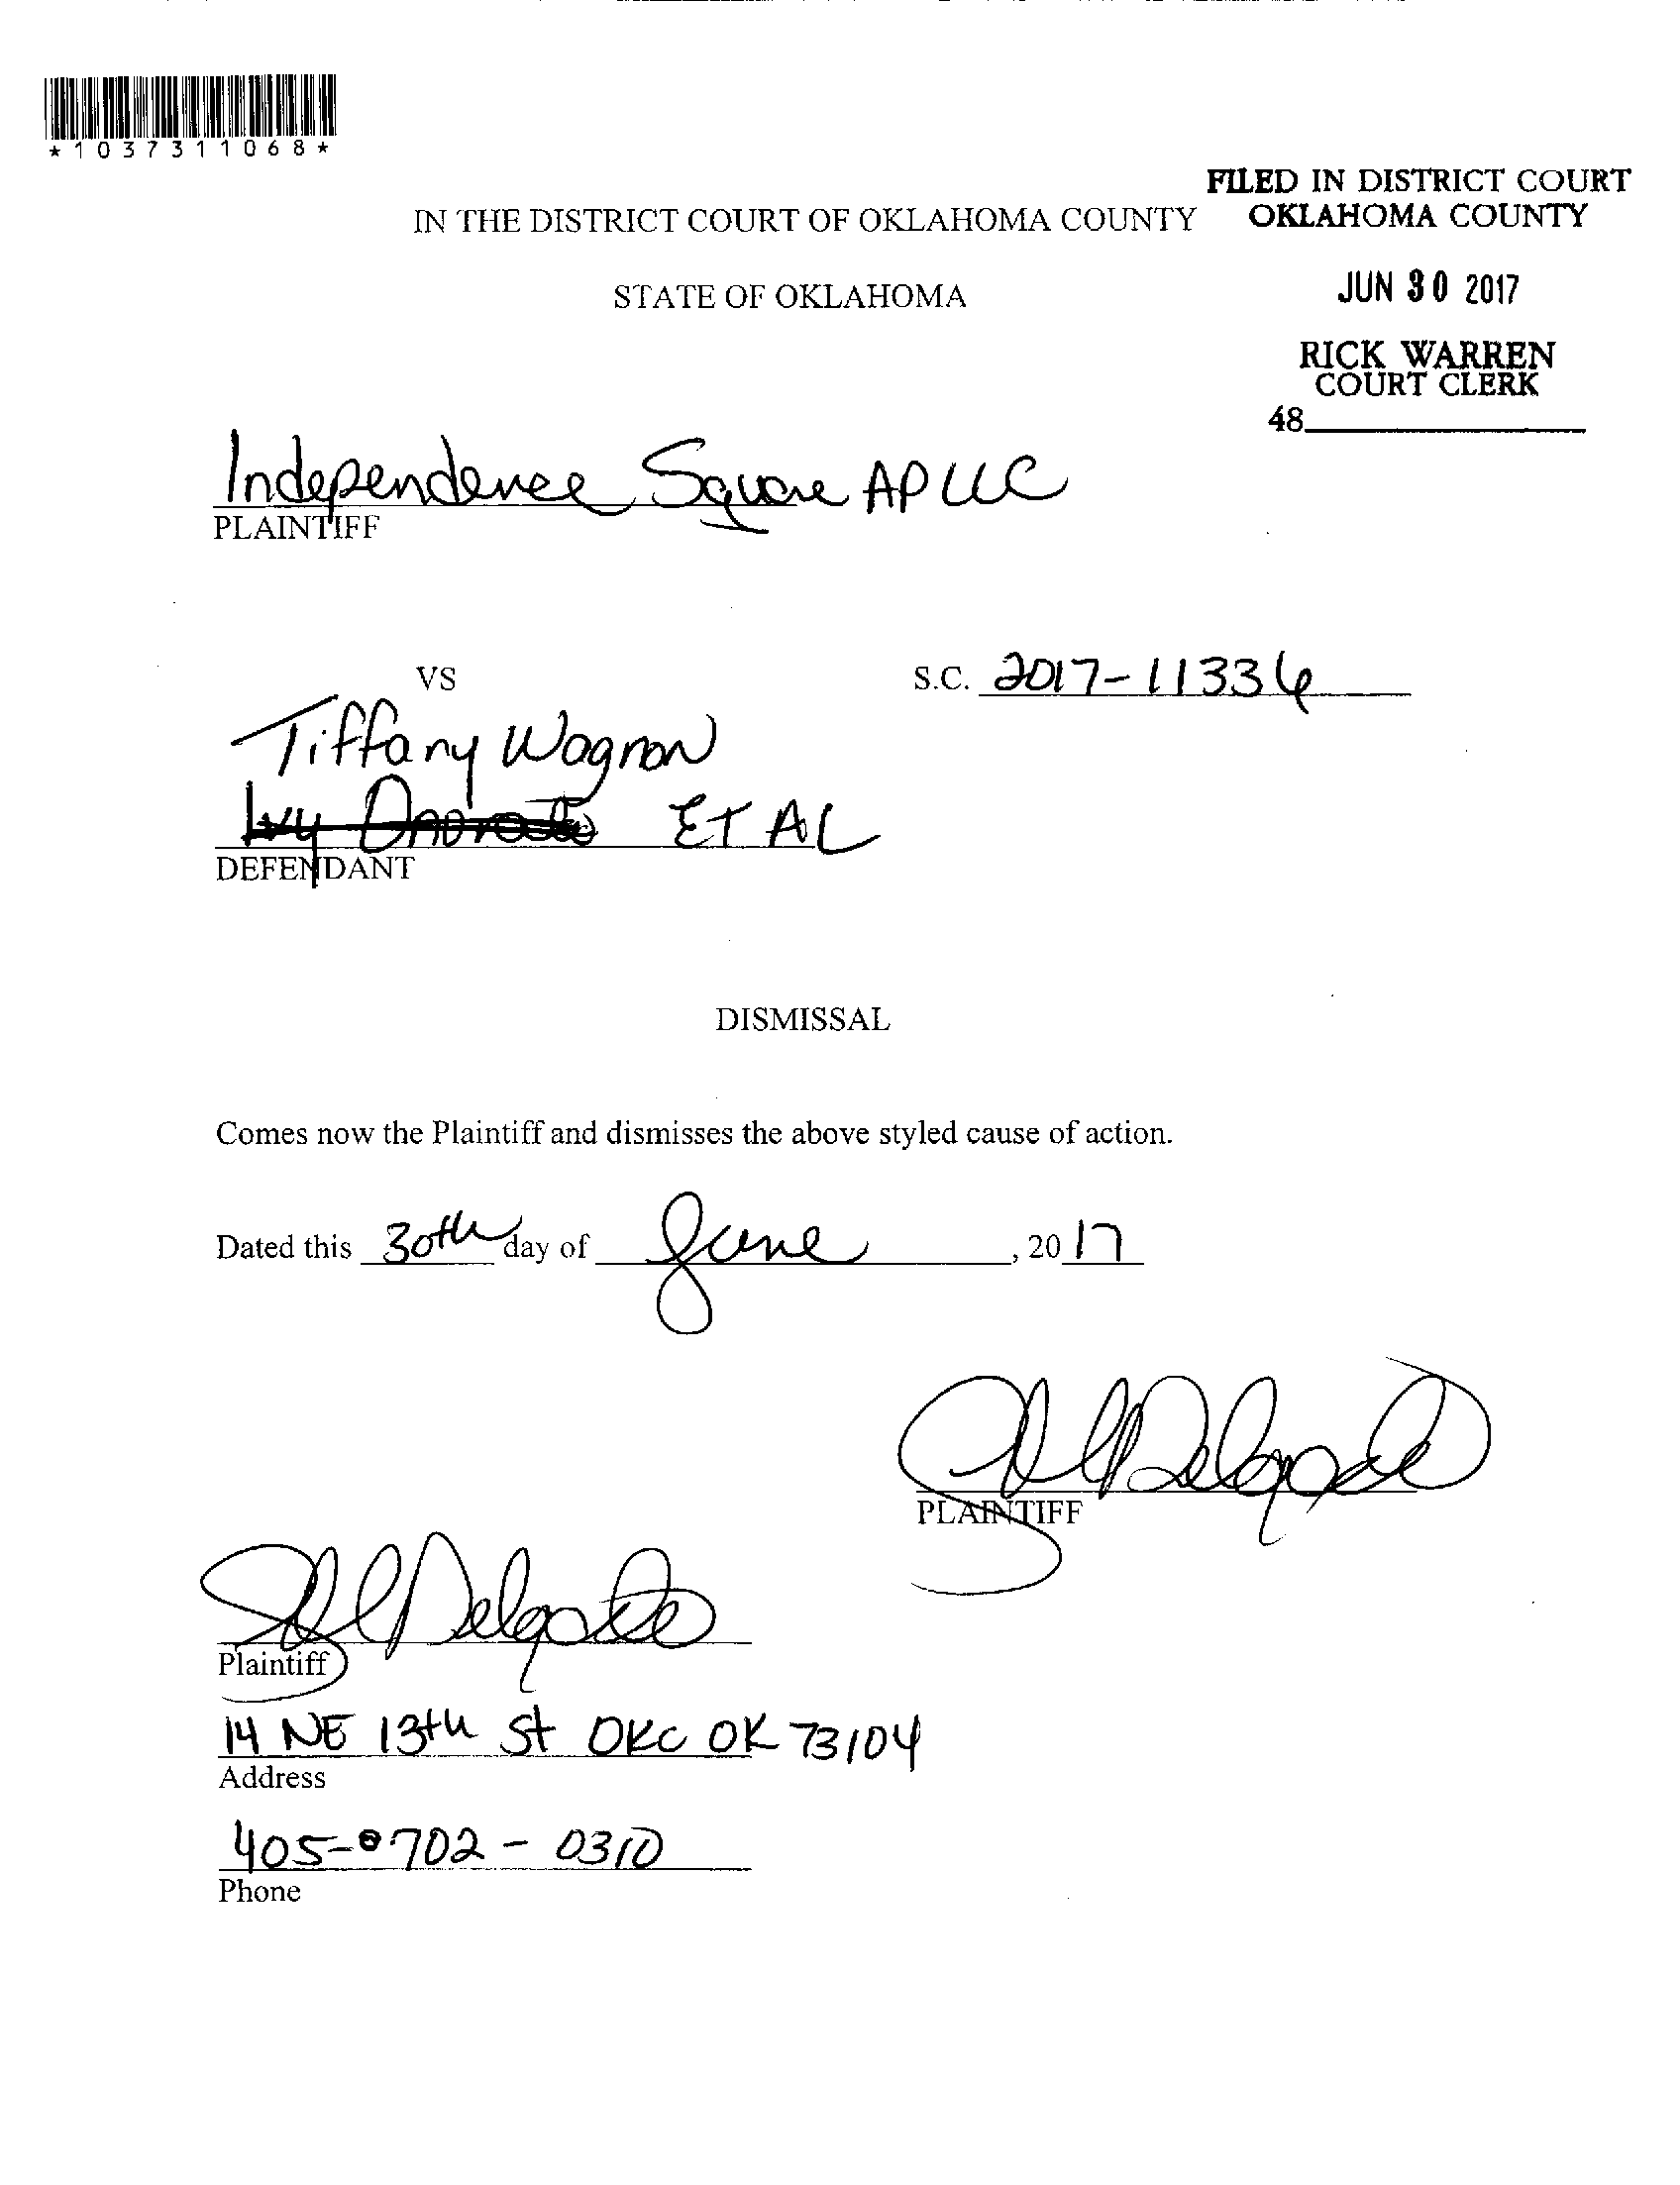 *1037311068*
FILED IN DISTRICT COURT
OKLAHOMA COUNTY
IN THE DISTRICT COURT OF OKLAHOMA COUNTY
STATE OF OKLAHOMA
JUN 30 2017
RICK WARREN
COURT CLERK
48
Independence Square AP LLC
PLAINTIFF
VS
S.C. 2017-11336
Tiffany Wagnon
ET AL
DEFENDANT
DISMISSAL
Comes now the Plaintiff and dismisses the above styled cause of action.
Dated this 30th day of June, 2017
Delgado
PLAINTIFF
Delgado
Plaintiff
14 NE 13th St OKC OK 73104
Address
405-702-0310
Phone